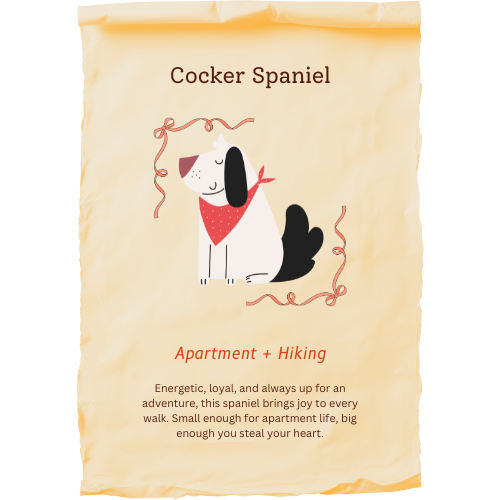 Cocker Spaniel
Apartment + Hiking
Energetic, loyal, and always up for an
adventure, this spaniel brings joy to every
walk. Small enough for apartment life, big
enough you steal your heart.